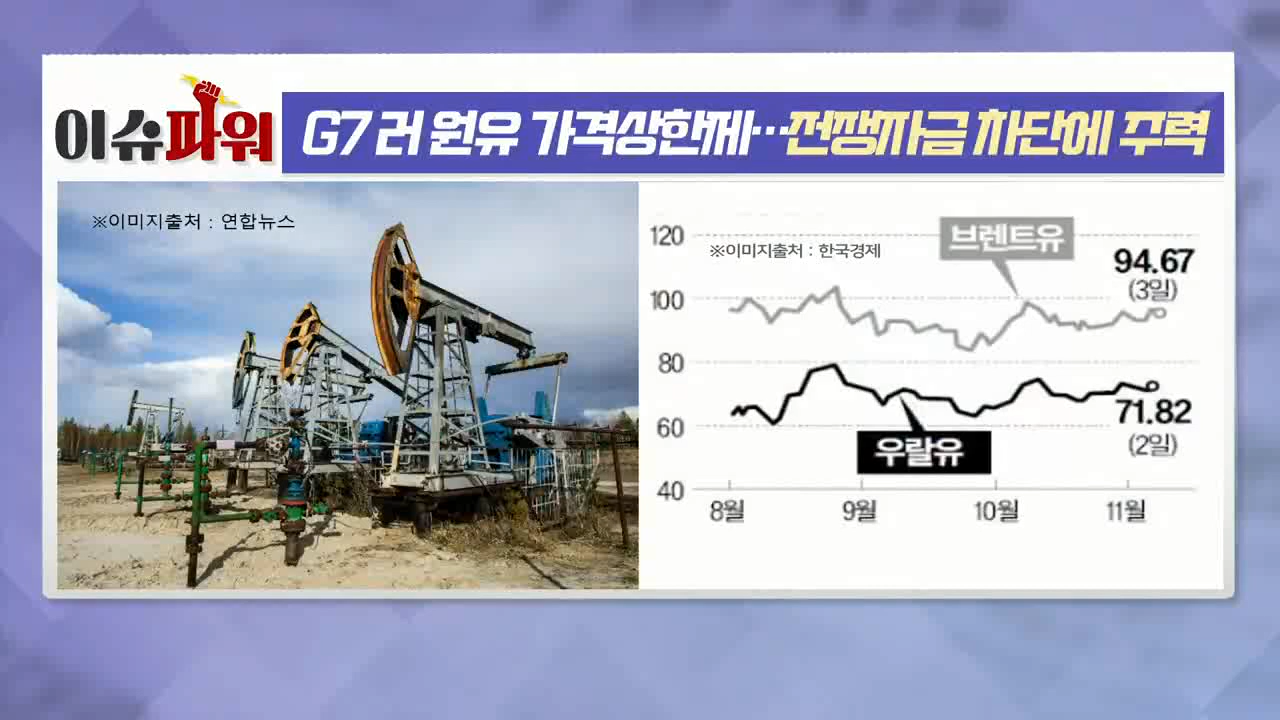 이슈파워
G7 러 원유 가격상한제…전쟁자금 차단에 주력
※이미지출처 : 연합뉴스
※이미지출처 : 한국경제
브렌트유
94.67
(3일)
120
100
80
60
40
우랄유
71.82
(2일)
8월 9월 10월 11월